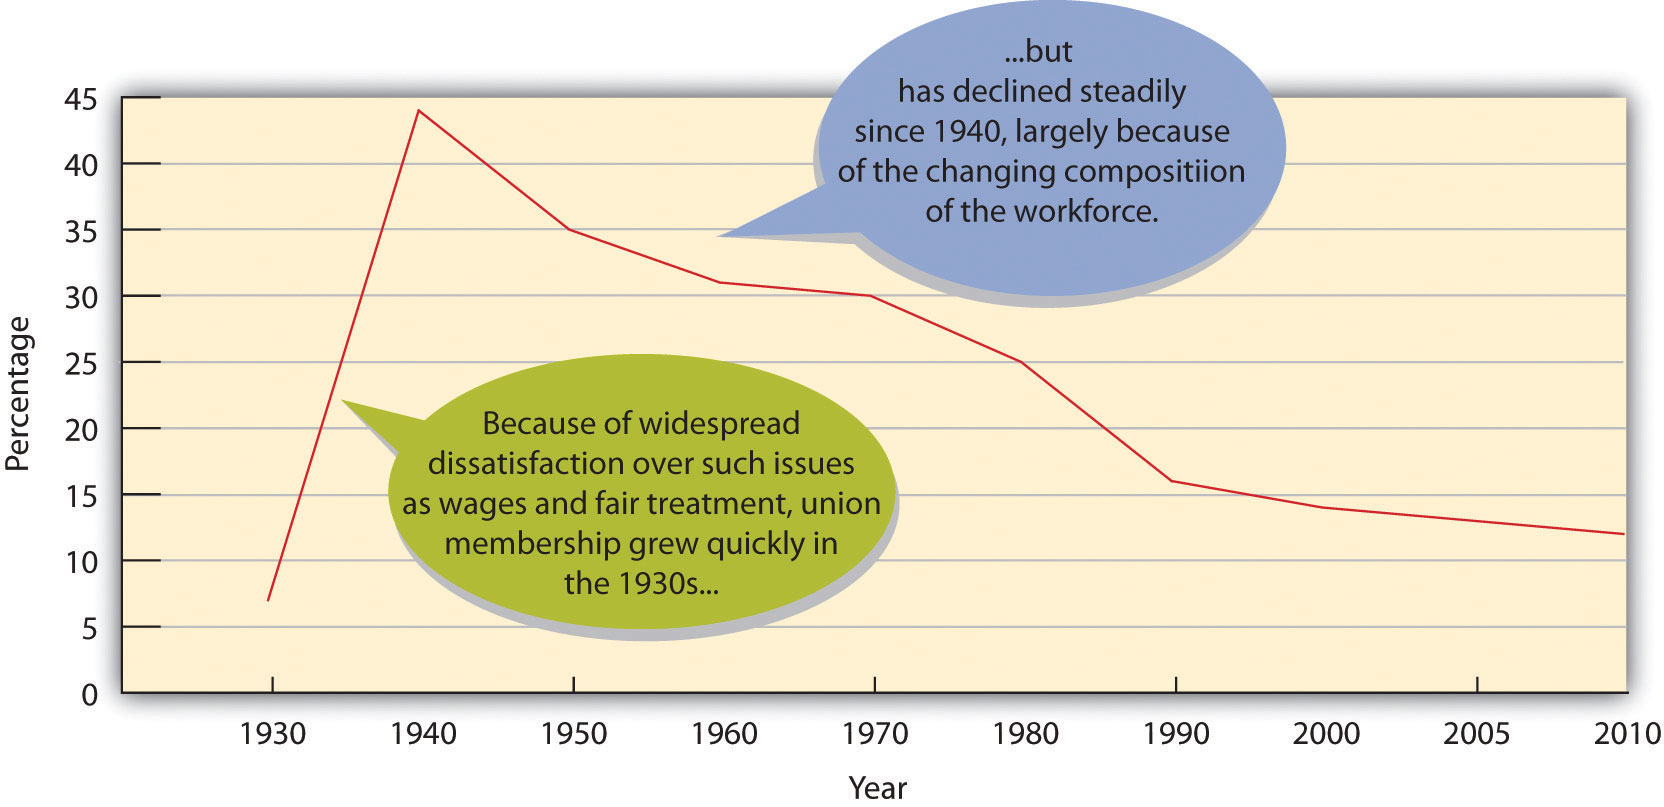 ...but
has declined steadily
since 1940, largely because
of the changing compositiion
of the workforce.
45
40
35
30
25
20
15
10
5
0
Percentage
Because of widespread
dissatisfaction over such issues
as wages and fair treatment, union
membership grew quickly in
the 1930s...
1930 1940 1950 1960 1970 1980 1990 2000 2005 2010
Year